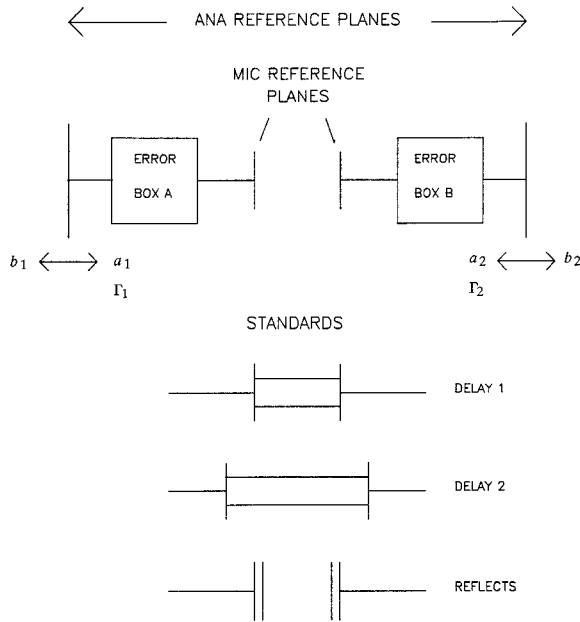 ANA REFERENCE PLANES
MIC REFERENCE
PLANES
ERROR
BOX A
ERROR
BOX B
b1 a1
Γ1
a2 b2
Γ2
STANDARDS
DELAY 1
DELAY 2
REFLECTS